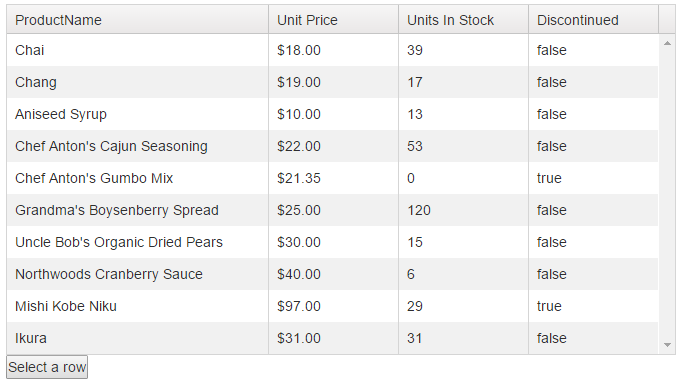 ProductName Unit Price Units In Stock Discontinued
Chai $18.00 39 false
Chang $19.00 17 false
Aniseed Syrup $10.00 13 false
Chef Anton's Cajun Seasoning $22.00 53 false
Chef Anton's Gumbo Mix $21.35 0 true
Grandma's Boysenberry Spread $25.00 120 false
Uncle Bob's Organic Dried Pears $30.00 15 false
Northwoods Cranberry Sauce $40.00 6 false
Mishi Kobe Niku $97.00 29 true
Ikura $31.00 31 false
Select a row